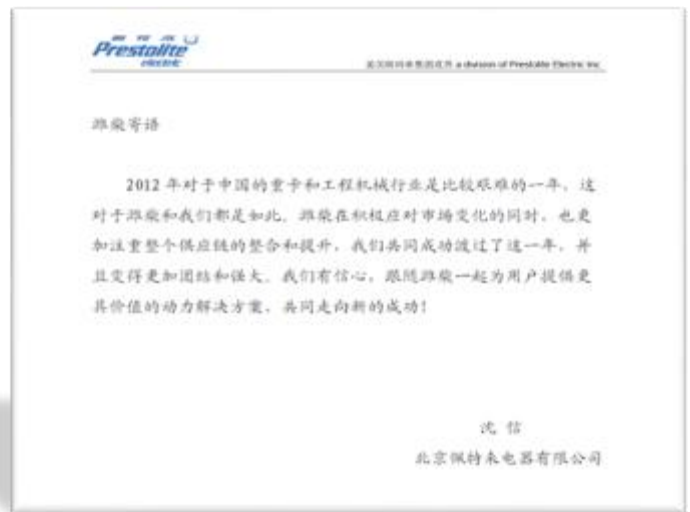 佩特来
Prestolite
electric
a division of Prestolite Electric Inc
潍柴寄语
2012 年对于中国的重卡和工程机械行业是比较艰难的一年，这
对于潍柴和我们都是如此。潍柴在积极应对市场变化的同时，也更
加注重整个供应链的整合和提升，我们共同成功渡过了这一年，并
且变得更加团结和强大。我们有信心，跟随潍柴一起为用户提供更
具价值的动力解决方案，共同走向新的成功！
沈 信
北京佩特来电器有限公司